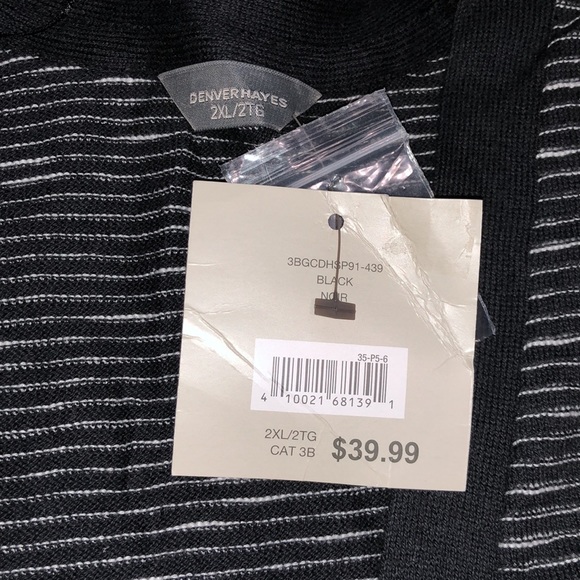 DENVERHAYES
2XL/2TG
3BGCDHSP91-439
BLACK
NOIR
35-P5-6
4 10021 68139 1
2XL/2TG
CAT 3B $39.99